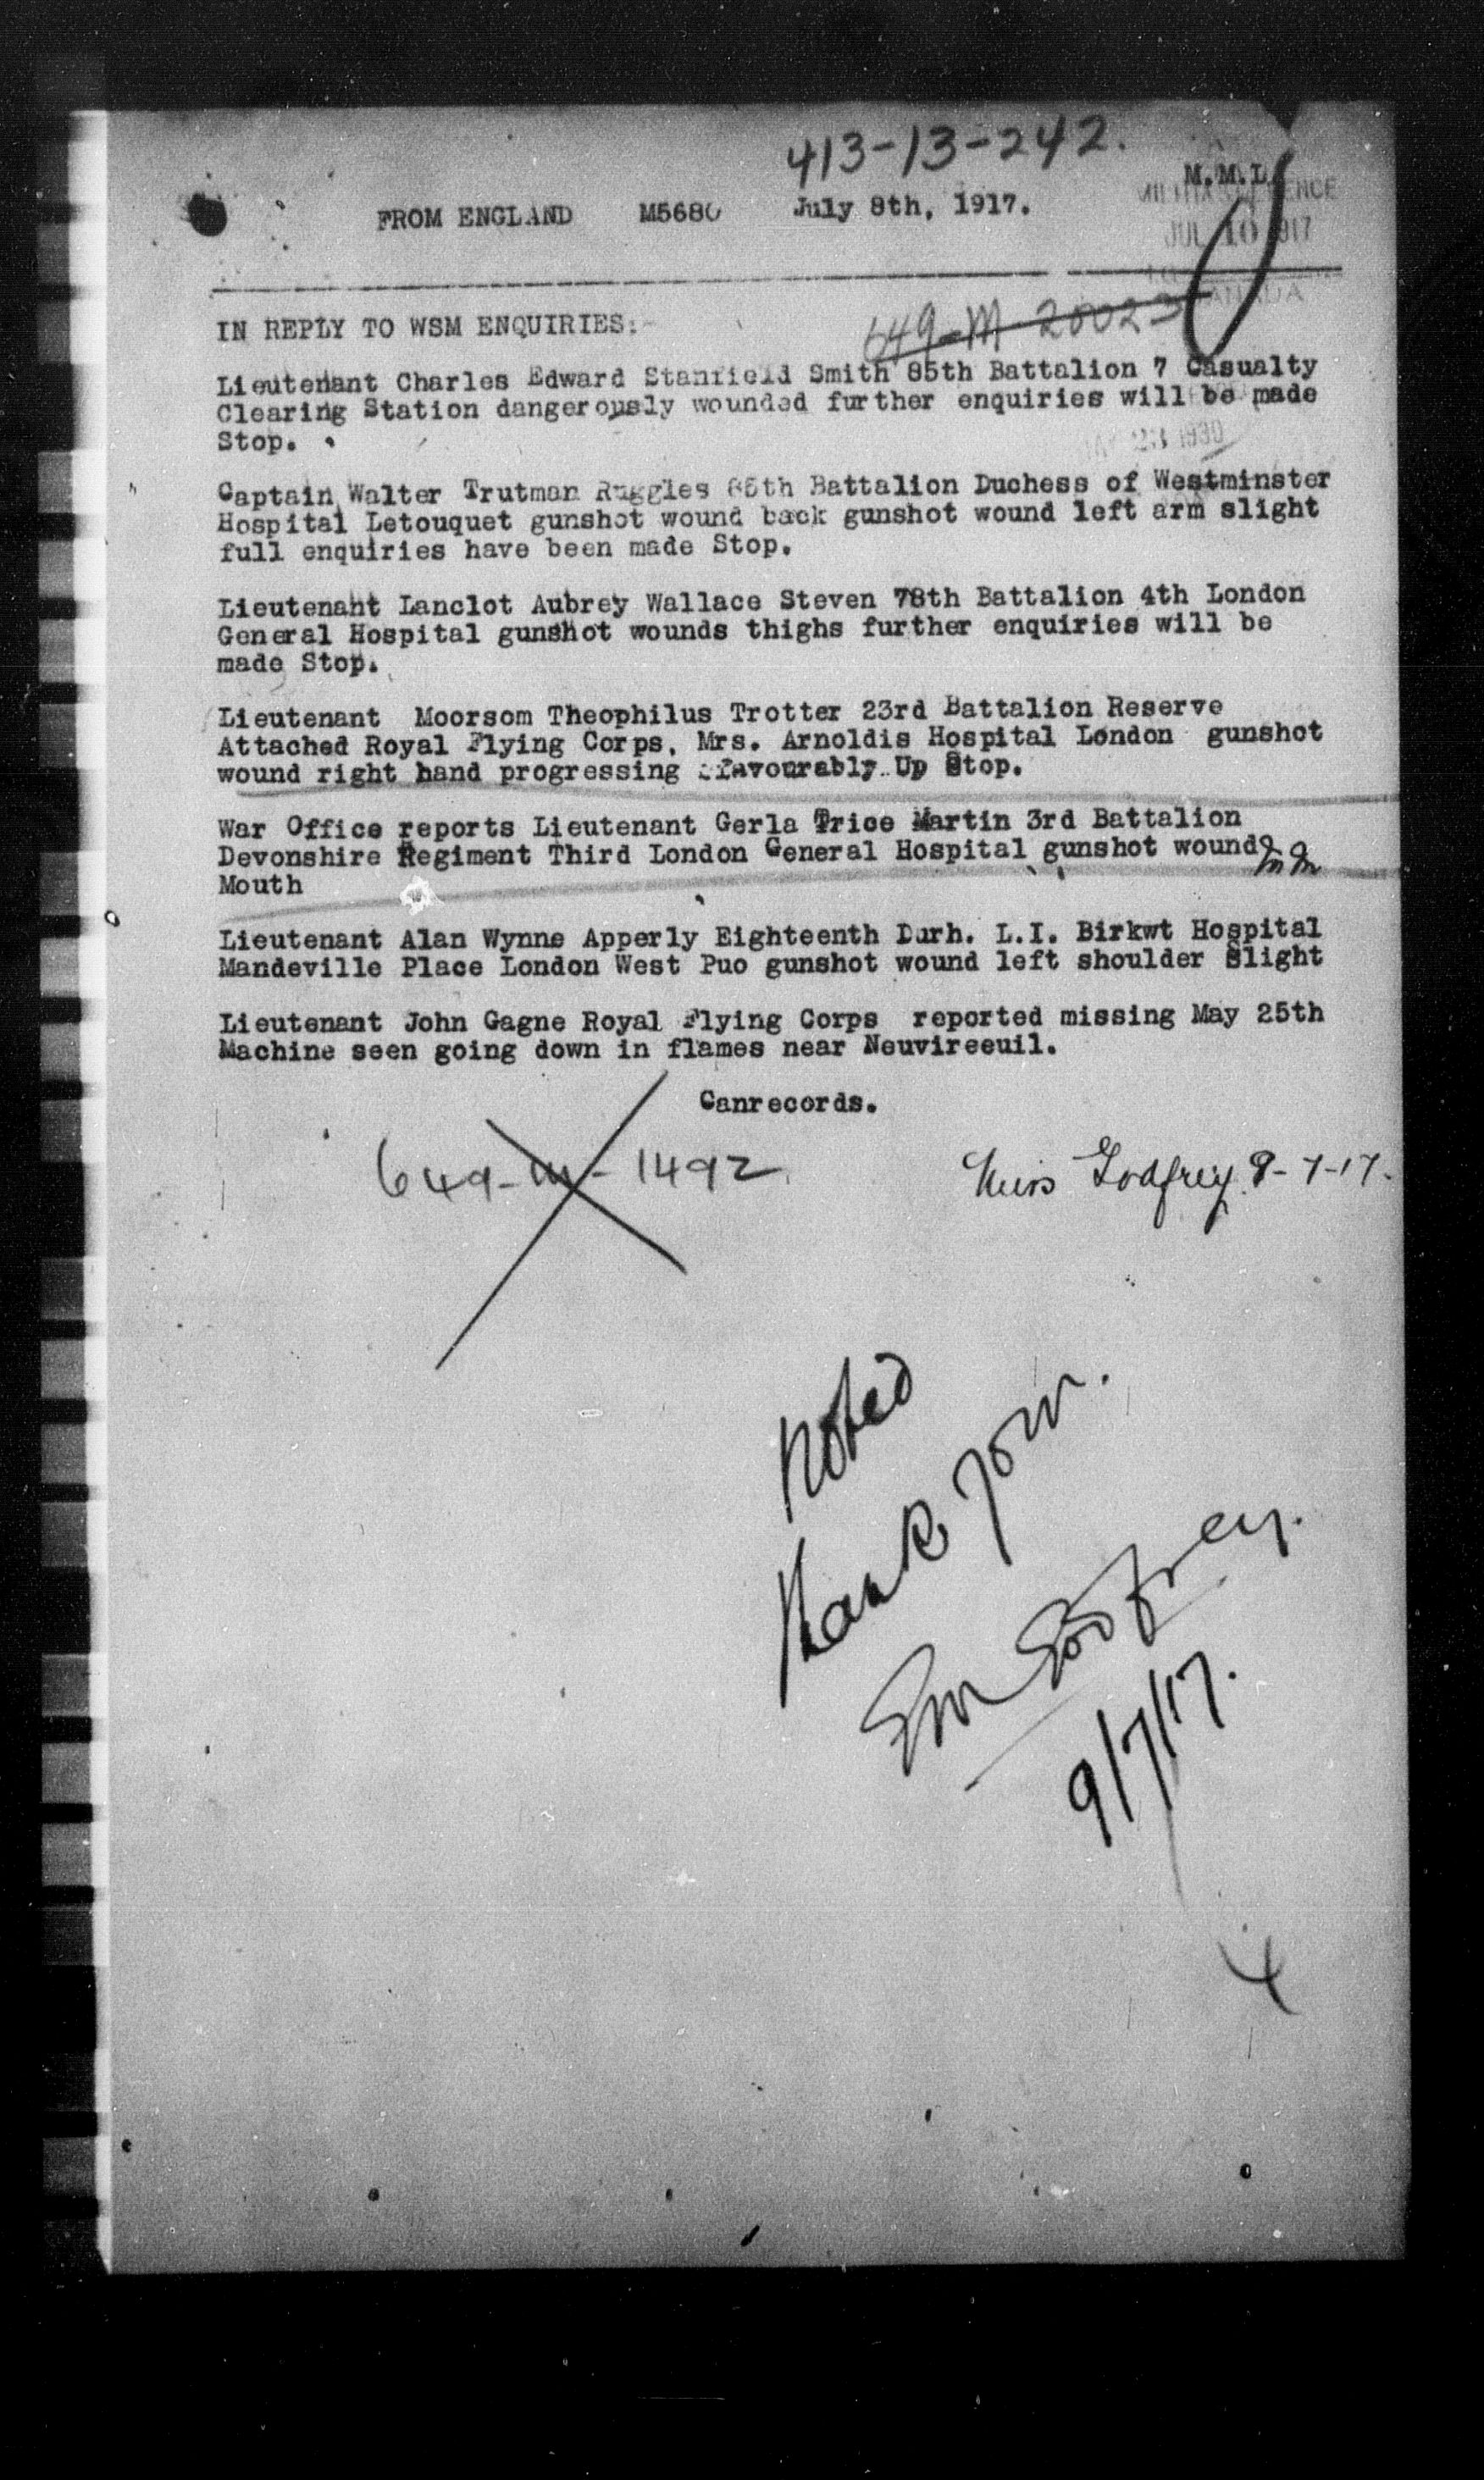 413-13-242.
M.M.L.
FROM ENGLAND M5680 July 8th, 1917.
JUL 10 1917
CANADA
649-M-20023
IN REPLY TO WSM ENQUIRIES:-
Lieutenant Charles Edward Stanfield Smith 85th Battalion 7 Casualty
Clearing Station dangerously wounded further enquiries will be made
Stop.
1930
Captain Walter Trutman Ruggles 85th Battalion Duchess of Westminster
Hospital Letouquet gunshot wound back gunshot wound left arm slight
full enquiries have been made Stop.
Lieutenant Lanclot Aubrey Wallace Steven 78th Battalion 4th London
General Hospital gunshot wounds thighs further enquiries will be
made Stop.
Lieutenant Moorsom Theophilus Trotter 23rd Battalion Reserve
Attached Royal Flying Corps, Mrs. Arnoldis Hospital London gunshot
wound right hand progressing favourably Up Stop.
War Office reports Lieutenant Gerla Trice Martin 3rd Battalion
Devonshire Regiment Third London General Hospital gunshot wound
Mouth
Lieutenant Alan Wynne Apperly Eighteenth Durh. L.I. Birkwt Hospital
Mandeville Place London West Puo gunshot wound left shoulder Slight
Lieutenant John Gagne Royal Flying Corps reported missing May 25th
Machine seen going down in flames near Neuvireeuil.
Canrecords.
649-M-1492
Miss Godfrey 9-7-17.
Noted
Thank you.
EM Godfrey.
9/7/17.
4